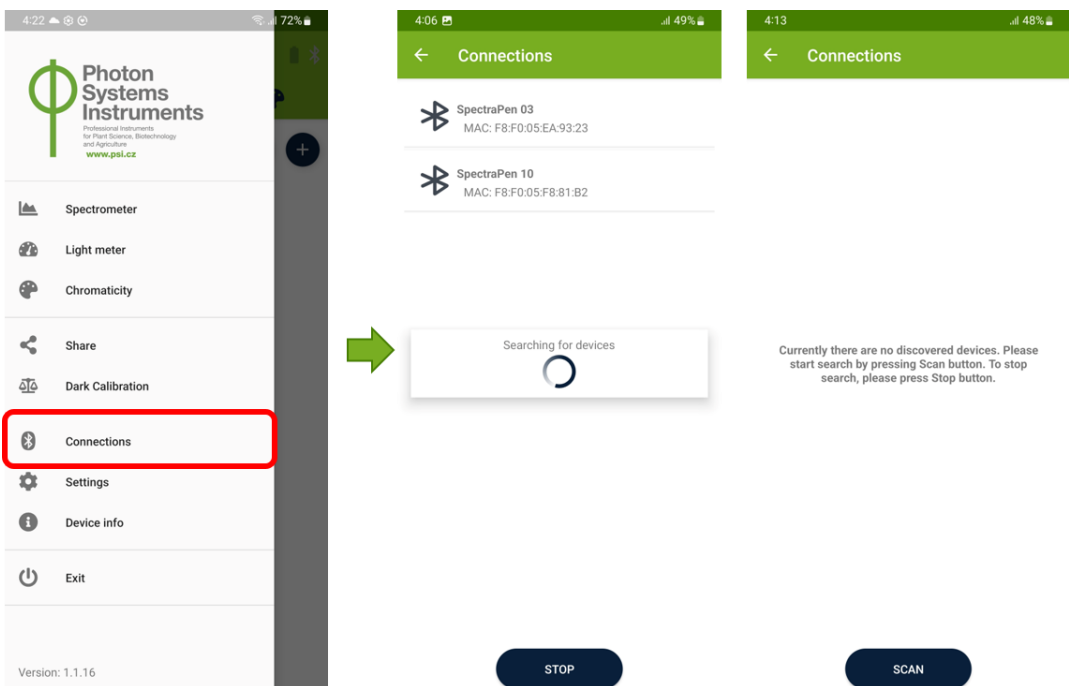 4:22
72%
Photon
Systems
Instruments
Professional Instruments
for Plant Science, Biotechnology
and Agriculture
www.psi.cz
Spectrometer
Light meter
Chromaticity
Share
Dark Calibration
Connections
Settings
Device info
Exit
Version: 1.1.16
4:06
49%
Connections
SpectraPen 03
MAC: F8:F0:05:EA:93:23
SpectraPen 10
MAC: F8:F0:05:F8:81:B2
Searching for devices
STOP
4:13
48%
Connections
Currently there are no discovered devices. Please
start search by pressing Scan button. To stop
search, please press Stop button.
SCAN